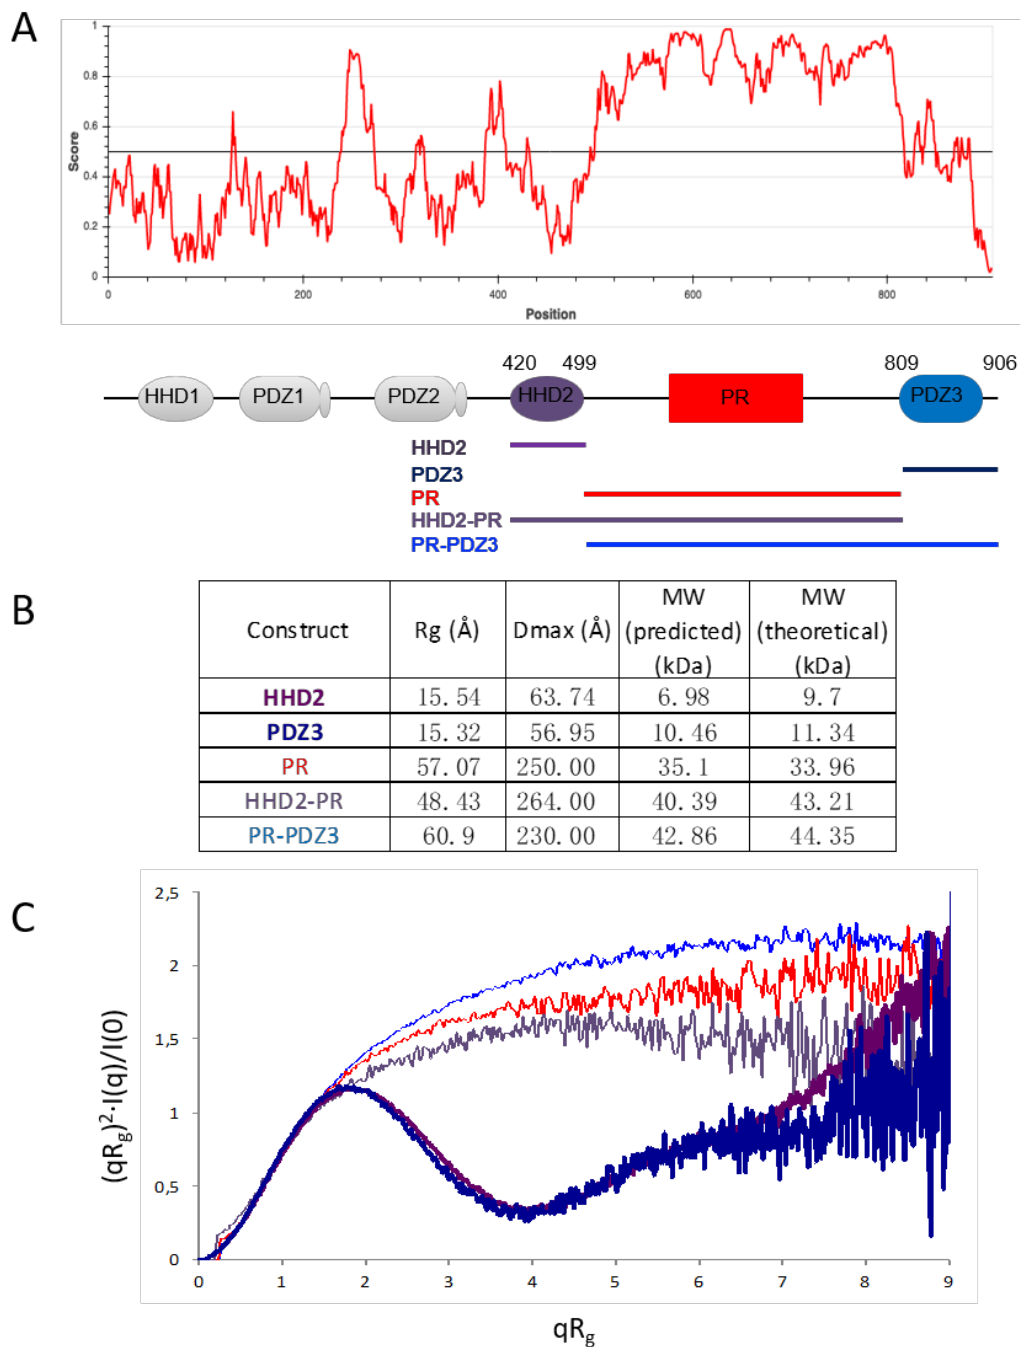 A
1
0.8
0.6
0.4
0.2
0
Score
0 200 400 600 800
Position
420 499 809 906
HHD1 PDZ1 PDZ2 HHD2 PR PDZ3
HHD2
PDZ3
PR
HHD2-PR
PR-PDZ3
B
Construct Rg (Å) Dmax (Å) MW (predicted) (kDa) MW (theoretical) (kDa)
HHD2 15.54 63.74 6.98 9.7
PDZ3 15.32 56.95 10.46 11.34
PR 57.07 250.00 35.1 33.96
HHD2-PR 48.43 264.00 40.39 43.21
PR-PDZ3 60.9 230.00 42.86 44.35
C
2,5
2
1,5
1
0,5
0
(qRg)²·I(q)/I(0)
0 1 2 3 4 5 6 7 8 9
qRg